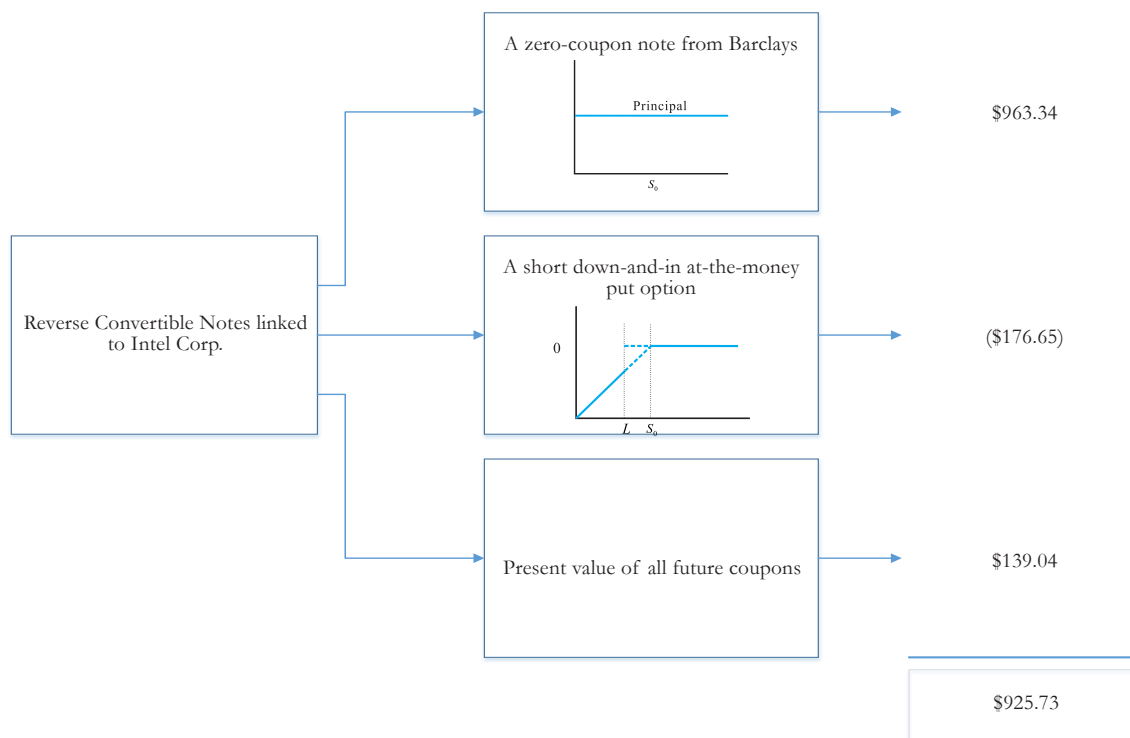 A zero-coupon note from Barclays
Principal
S₀
$963.34
Reverse Convertible Notes linked
to Intel Corp.
A short down-and-in at-the-money
put option
0
L S₀
($176.65)
Present value of all future coupons
$139.04
$925.73